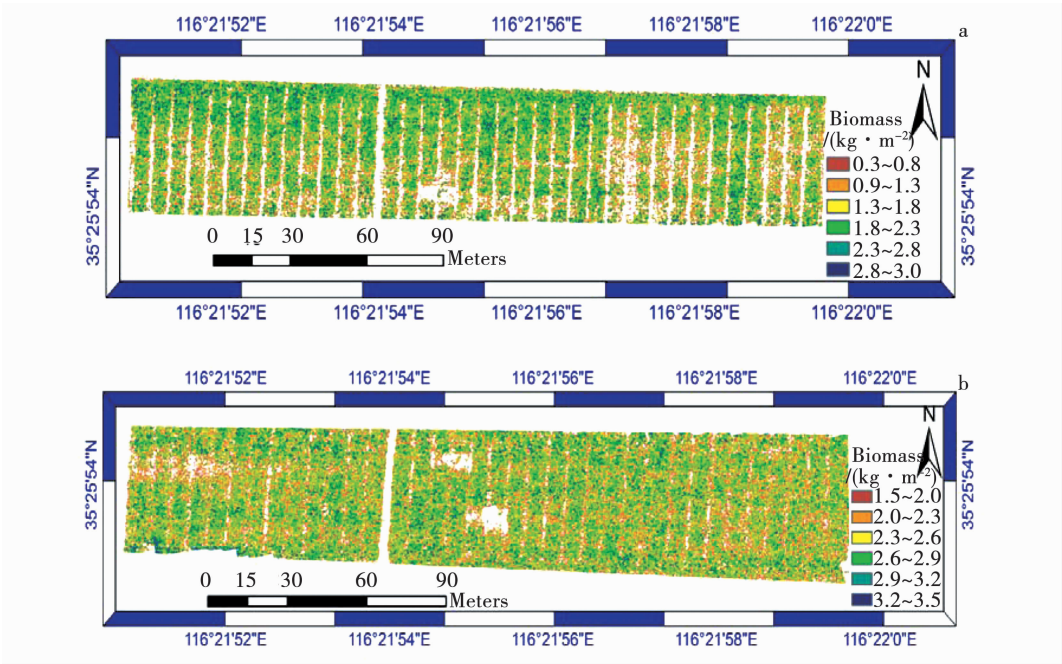 116°21'52"E 116°21'54"E 116°21'56"E 116°21'58"E 116°22'0"E
a
N
Biomass
/(kg·m⁻²)
0.3~0.8
0.9~1.3
1.3~1.8
1.8~2.3
2.3~2.8
2.8~3.0
35°25'54"N
35°25'54"N
0 15 30 60 90
Meters
116°21'52"E 116°21'54"E 116°21'56"E 116°21'58"E 116°22'0"E
116°21'52"E 116°21'54"E 116°21'56"E 116°21'58"E 116°22'0"E
b
N
Biomass
/(kg·m⁻²)
1.5~2.0
2.0~2.3
2.3~2.6
2.6~2.9
2.9~3.2
3.2~3.5
35°25'54"N
35°25'54"N
0 15 30 60 90
Meters
116°21'52"E 116°21'54"E 116°21'56"E 116°21'58"E 116°22'0"E